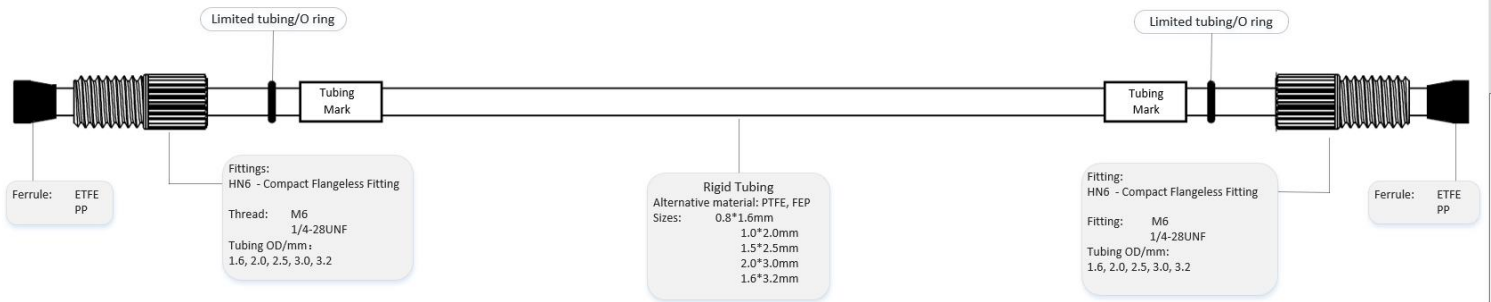 Limited tubing/O ring
Limited tubing/O ring
Tubing
Mark
Tubing
Mark
Ferrule: ETFE
PP
Fittings:
HN6 - Compact Flangeless Fitting
Thread: M6
1/4-28UNF
Tubing OD/mm：
1.6, 2.0, 2.5, 3.0, 3.2
Rigid Tubing
Alternative material: PTFE, FEP
Sizes: 0.8*1.6mm
1.0*2.0mm
1.5*2.5mm
2.0*3.0mm
1.6*3.2mm
Fitting:
HN6 - Compact Flangeless Fitting
Fitting: M6
1/4-28UNF
Tubing OD/mm:
1.6, 2.0, 2.5, 3.0, 3.2
Ferrule: ETFE
PP